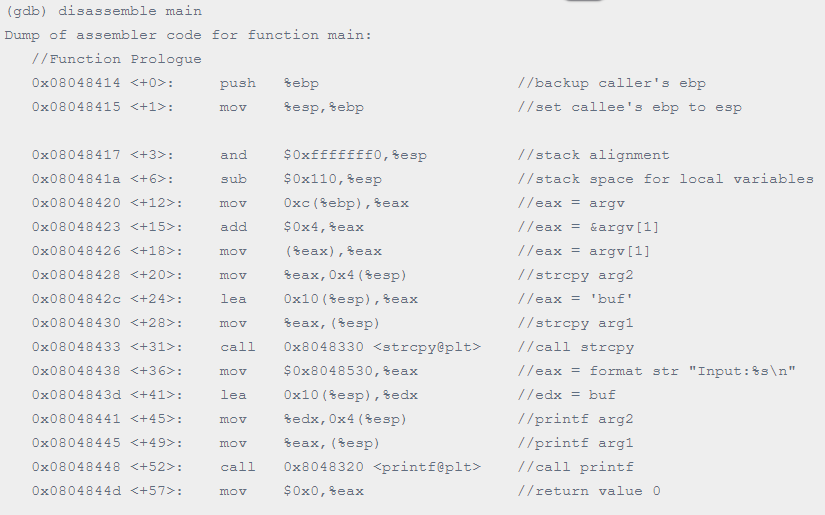 (gdb) disassemble main
Dump of assembler code for function main:
//Function Prologue
0x08048414 <+0>: push %ebp //backup caller's ebp
0x08048415 <+1>: mov %esp,%ebp //set callee's ebp to esp
0x08048417 <+3>: and $0xfffffff0,%esp //stack alignment
0x0804841a <+6>: sub $0x110,%esp //stack space for local variables
0x08048420 <+12>: mov 0xc(%ebp),%eax //eax = argv
0x08048423 <+15>: add $0x4,%eax //eax = &argv[1]
0x08048426 <+18>: mov (%eax),%eax //eax = argv[1]
0x08048428 <+20>: mov %eax,0x4(%esp) //strcpy arg2
0x0804842c <+24>: lea 0x10(%esp),%eax //eax = 'buf'
0x08048430 <+28>: mov %eax,(%esp) //strcpy arg1
0x08048433 <+31>: call 0x8048330 <strcpy@plt> //call strcpy
0x08048438 <+36>: mov $0x8048530,%eax //eax = format str "Input:%s\n"
0x0804843d <+41>: lea 0x10(%esp),%edx //edx = buf
0x08048441 <+45>: mov %edx,0x4(%esp) //printf arg2
0x08048445 <+49>: mov %eax,(%esp) //printf arg1
0x08048448 <+52>: call 0x8048320 <printf@plt> //call printf
0x0804844d <+57>: mov $0x0,%eax //return value 0